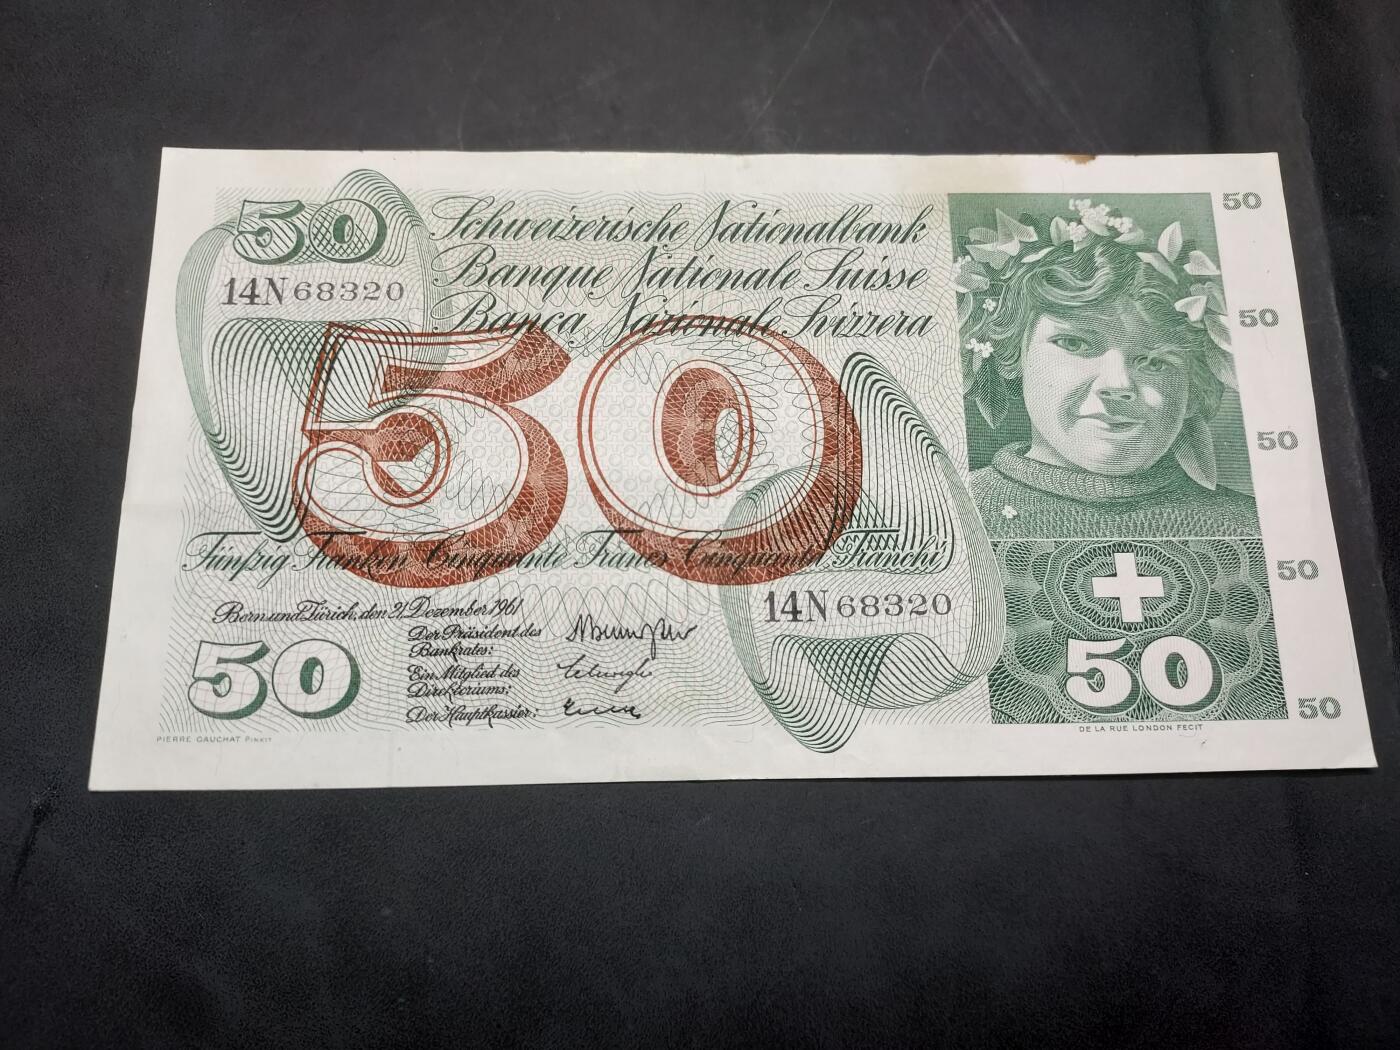 50
14N68320
Schweizerische Nationalbank
Banque Nationale Suisse
Banca Nazionale Svizzera
50
50
50
50
50
50
50
Fünfzig Franken Cinquante Francs Cinquanta Franchi
14N68320
Bern und Zürich, den 21. Dezember 1961
Der Präsident des
Bankrates:
Ein Mitglied des
Direktoriums:
Der Hauptkassier:
50
50
PIERRE GAUCHAT PINXIT
DE LA RUE LONDON FECIT